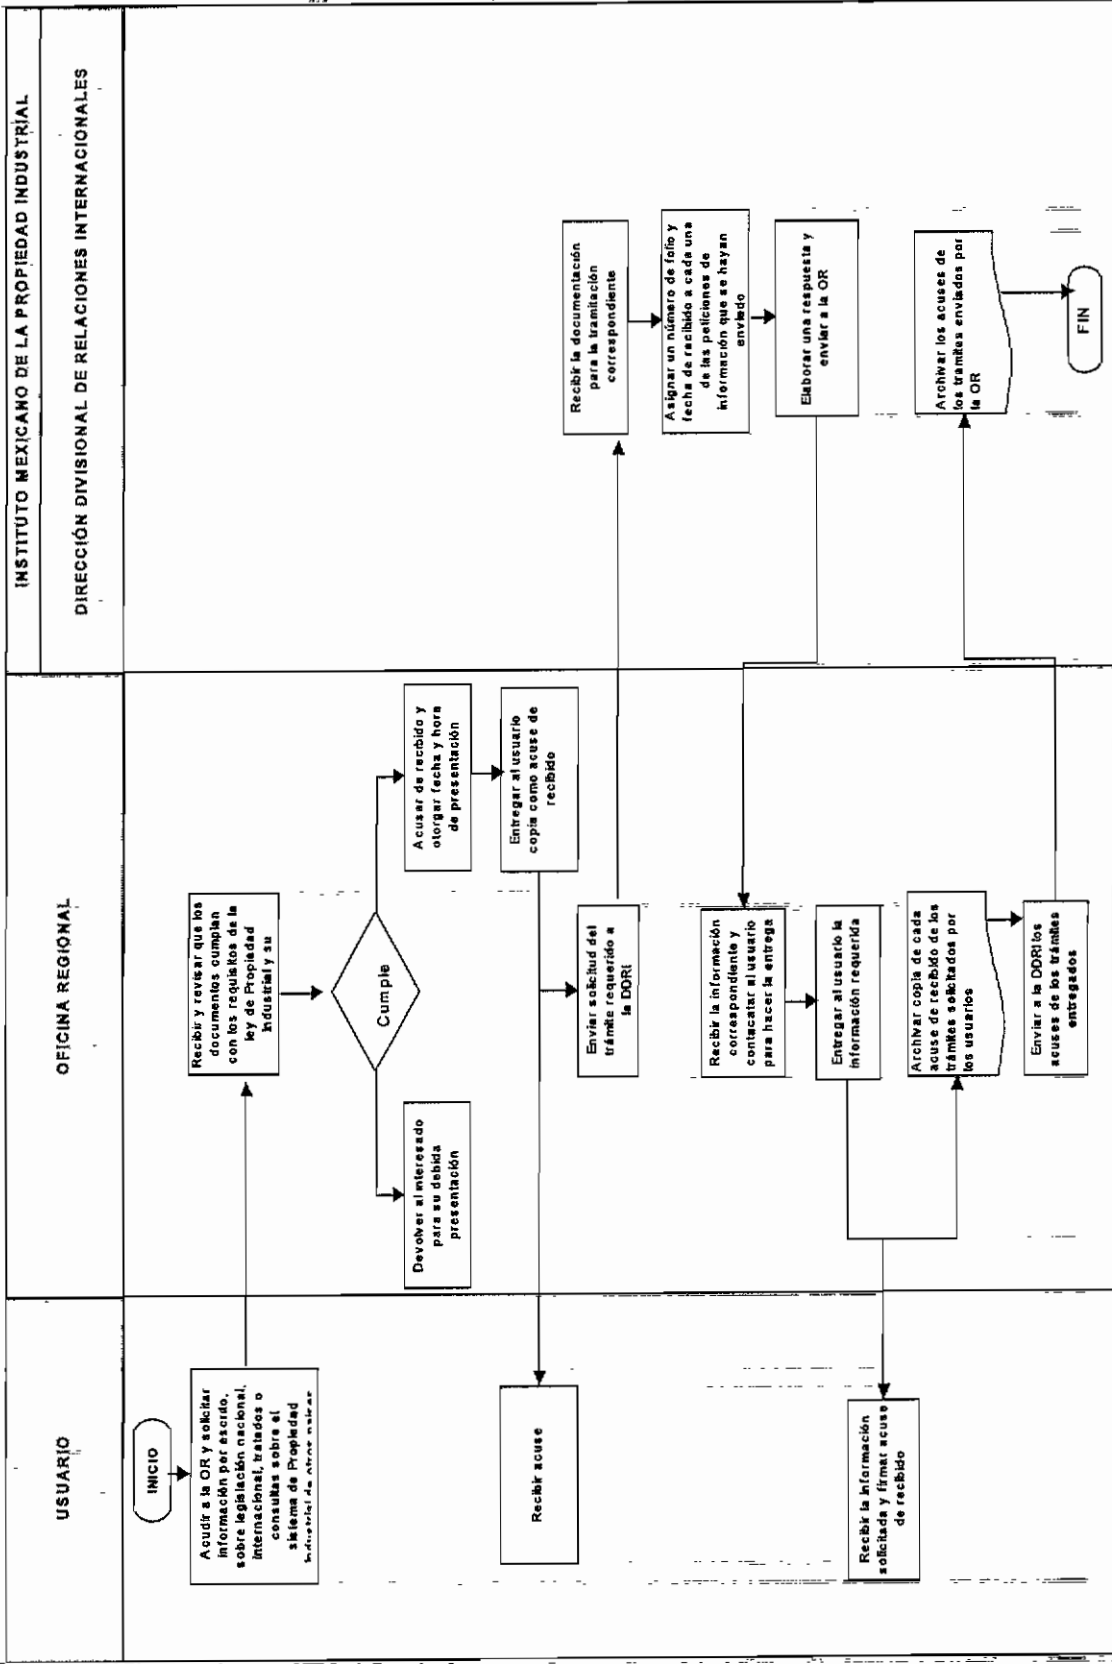 INSTITUTO MEXICANO DE LA PROPIEDAD INDUSTRIAL
USUARIO
OFICINA REGIONAL
DIRECCIÓN DIVISIONAL DE RELACIONES INTERNACIONALES
INICIO
Acudir a la OR y solicitar
información por escrito,
sobre legislación nacional,
internacional, tratados o
consultas sobre el
sistema de Propiedad
Industrial de otros países
Recibir y revisar que los
documentos cumplan
con los requisitos de la
ley de Propiedad
Industrial y su
Cumple
Devolver al interesado
para su debida
presentación
Acusar de recibido y
otorgar fecha y hora
de presentación
Entregar al usuario
copia como acuse de
recibido
Recibir acuse
Enviar solicitud del
trámite requerido a
la DDRI
Recibir la documentación
para la tramitación
correspondiente
Asignar un número de folio y
fecha de recibido a cada una
de las peticiones de
información que se hayan
enviado
Elaborar una respuesta y
enviar a la OR
Recibir la información
correspondiente y
contacatar al usuario
para hacer la entrega
Entregar al usuario la
información requerida
Recibir la información
solicitada y firmar acuse
de recibido
Archivar copia de cada
acuse de recibido de los
trámites solicitados por
los usuarios
Enviar a la DDRI los
acuses de los trámites
entregados
Archivar los acuses de
los tramites enviados por
la OR
FIN